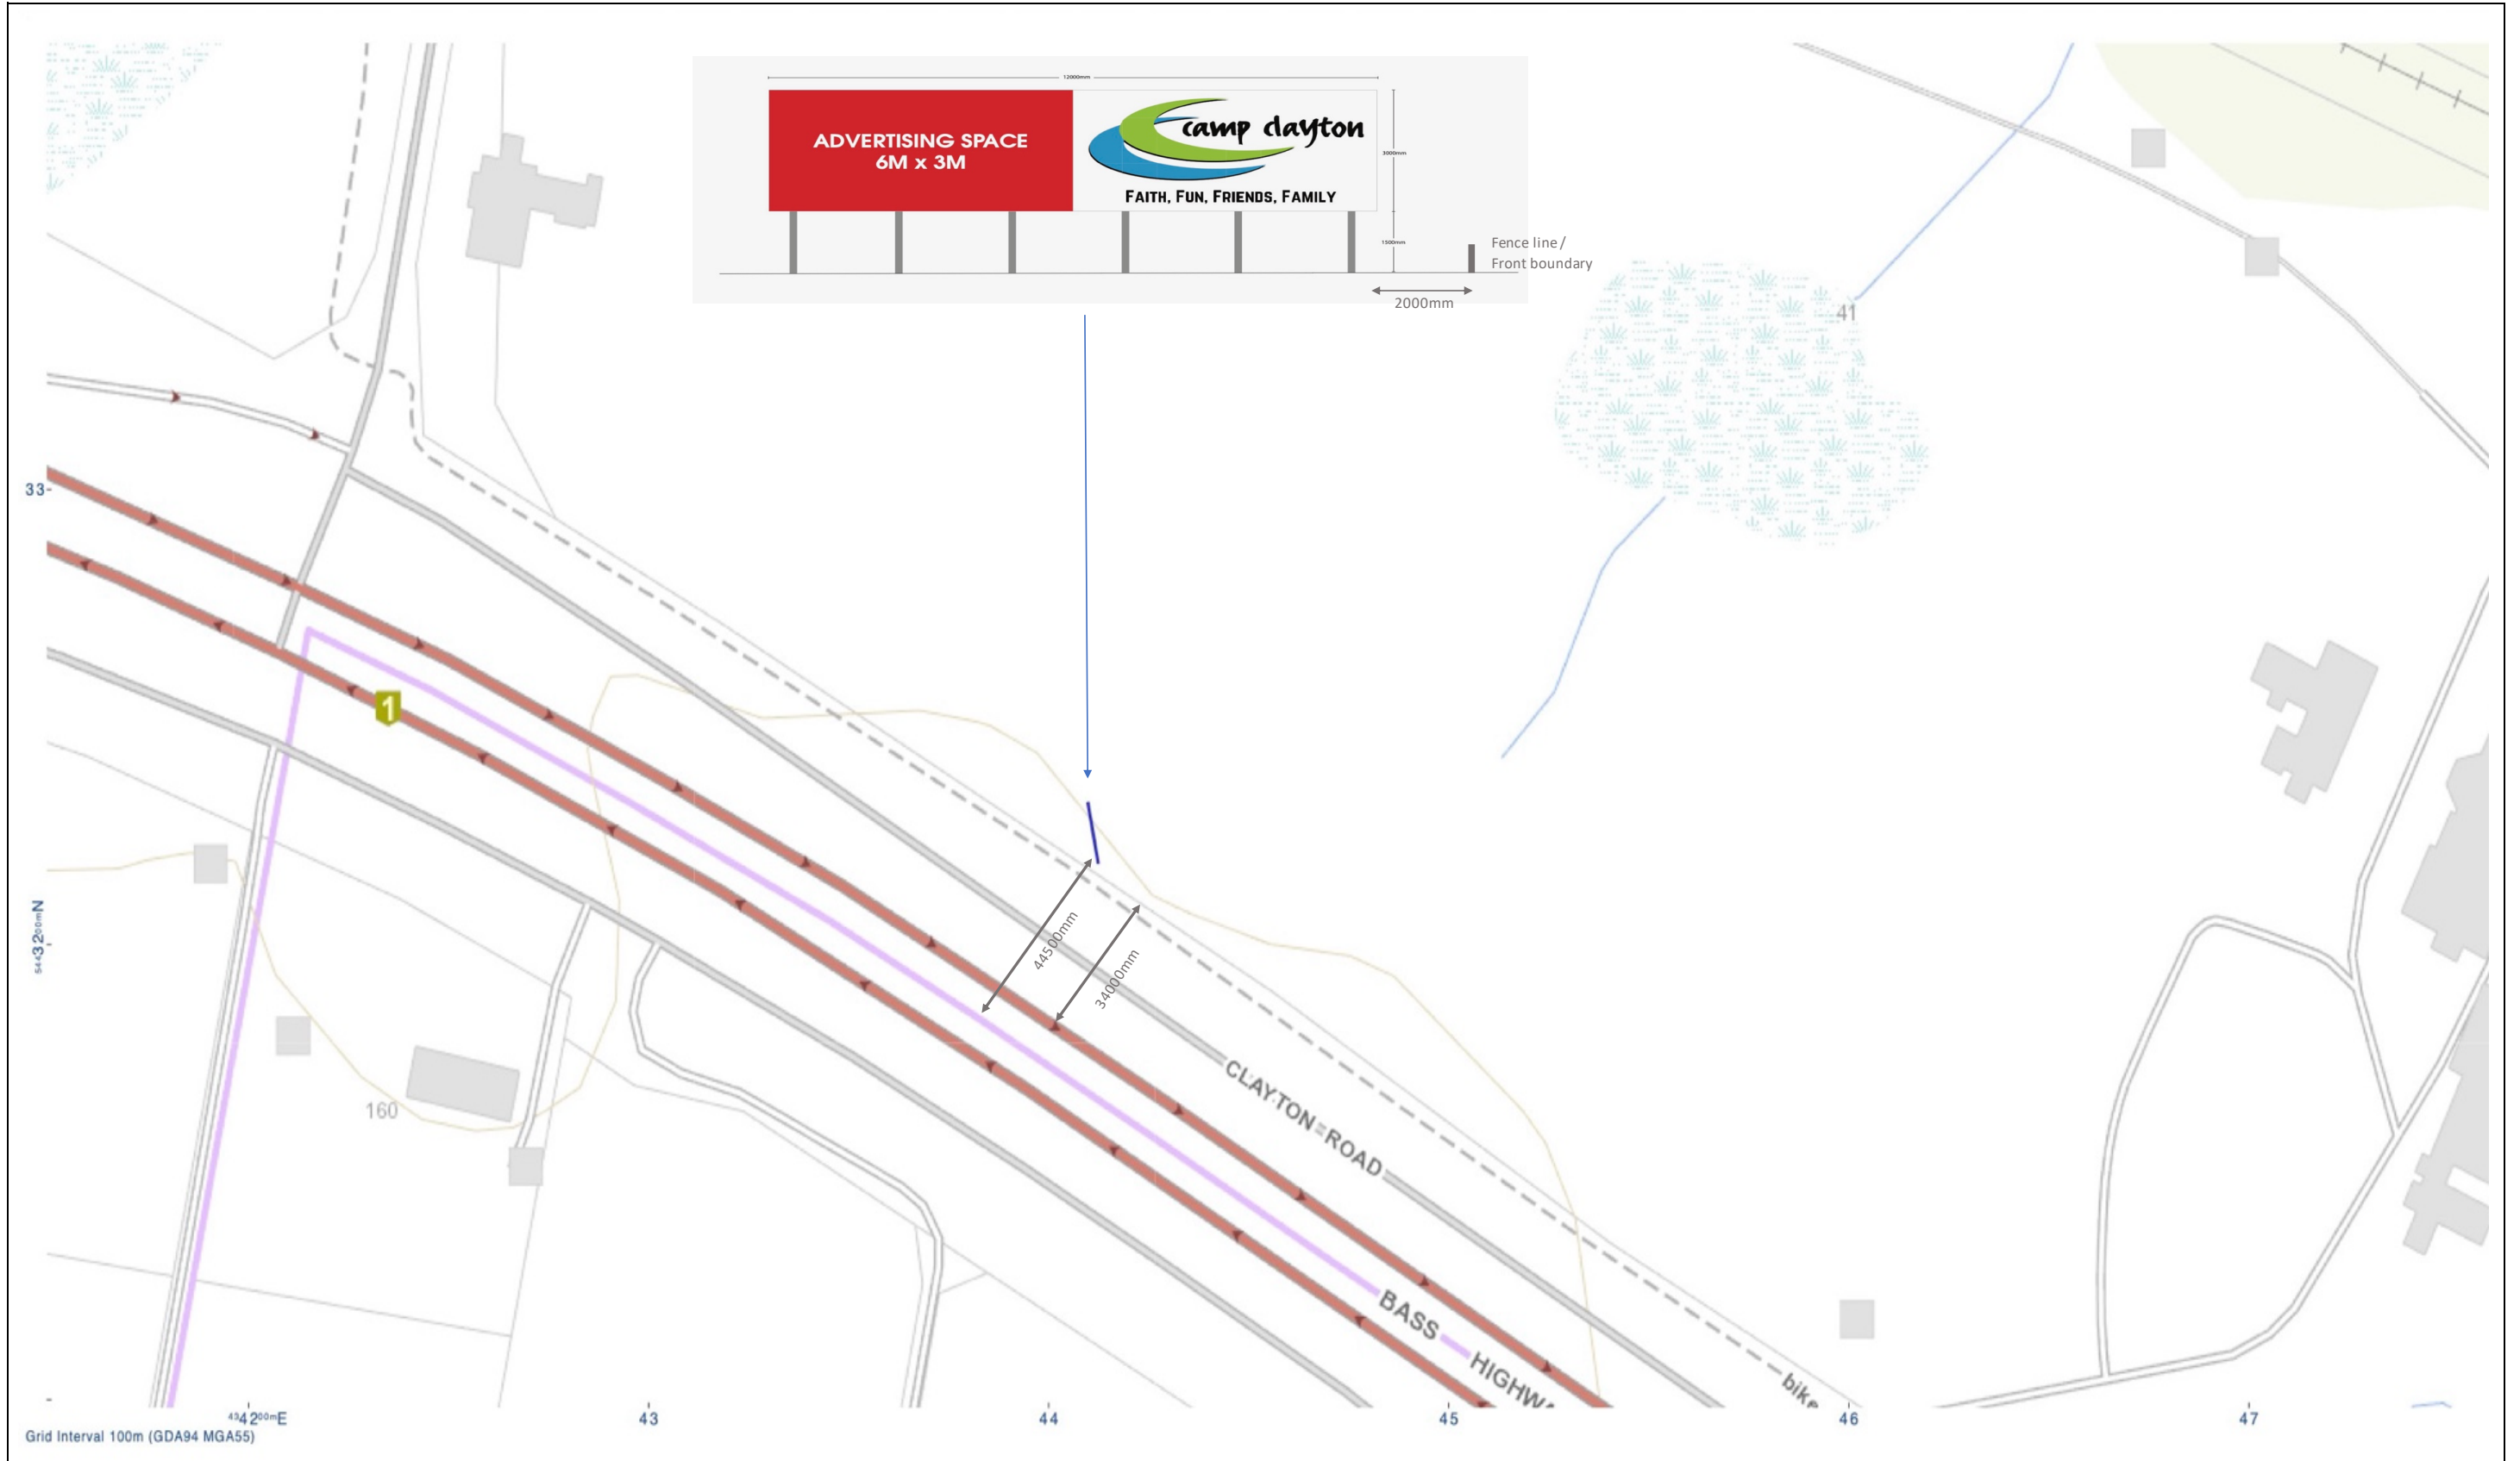 12000mm
ADVERTISING SPACE
6M x 3M
camp clayton
FAITH, FUN, FRIENDS, FAMILY
3000mm
1500mm
Fence line /
Front boundary
2000mm
41
33
1
44500mm
34000mm
5443200mN
CLAYTON ROAD
160
BASS HIGHWA
bike
434200mE
43
44
45
46
47
Grid Interval 100m (GDA94 MGA55)